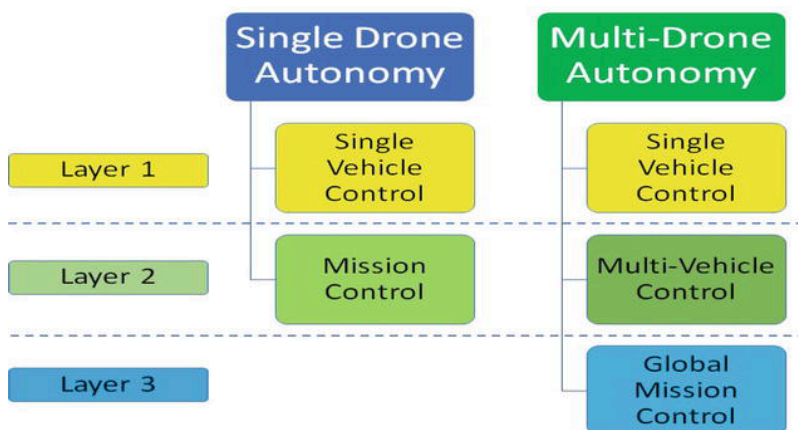 Single Drone
Autonomy
Multi-Drone
Autonomy
Layer 1
Single
Vehicle
Control
Single
Vehicle
Control
Layer 2
Mission
Control
Multi-Vehicle
Control
Layer 3
Global
Mission
Control